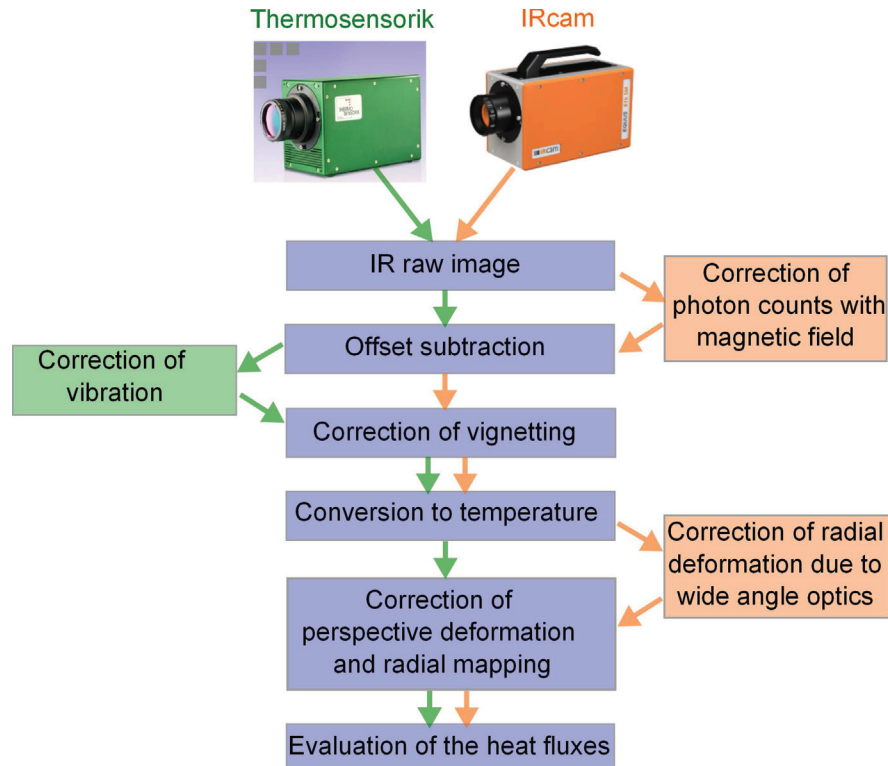 Thermosensorik
IRcam
IR raw image
Correction of
photon counts with
magnetic field
Offset subtraction
Correction of
vibration
Correction of vignetting
Conversion to temperature
Correction of radial
deformation due to
wide angle optics
Correction of
perspective deformation
and radial mapping
Evaluation of the heat fluxes